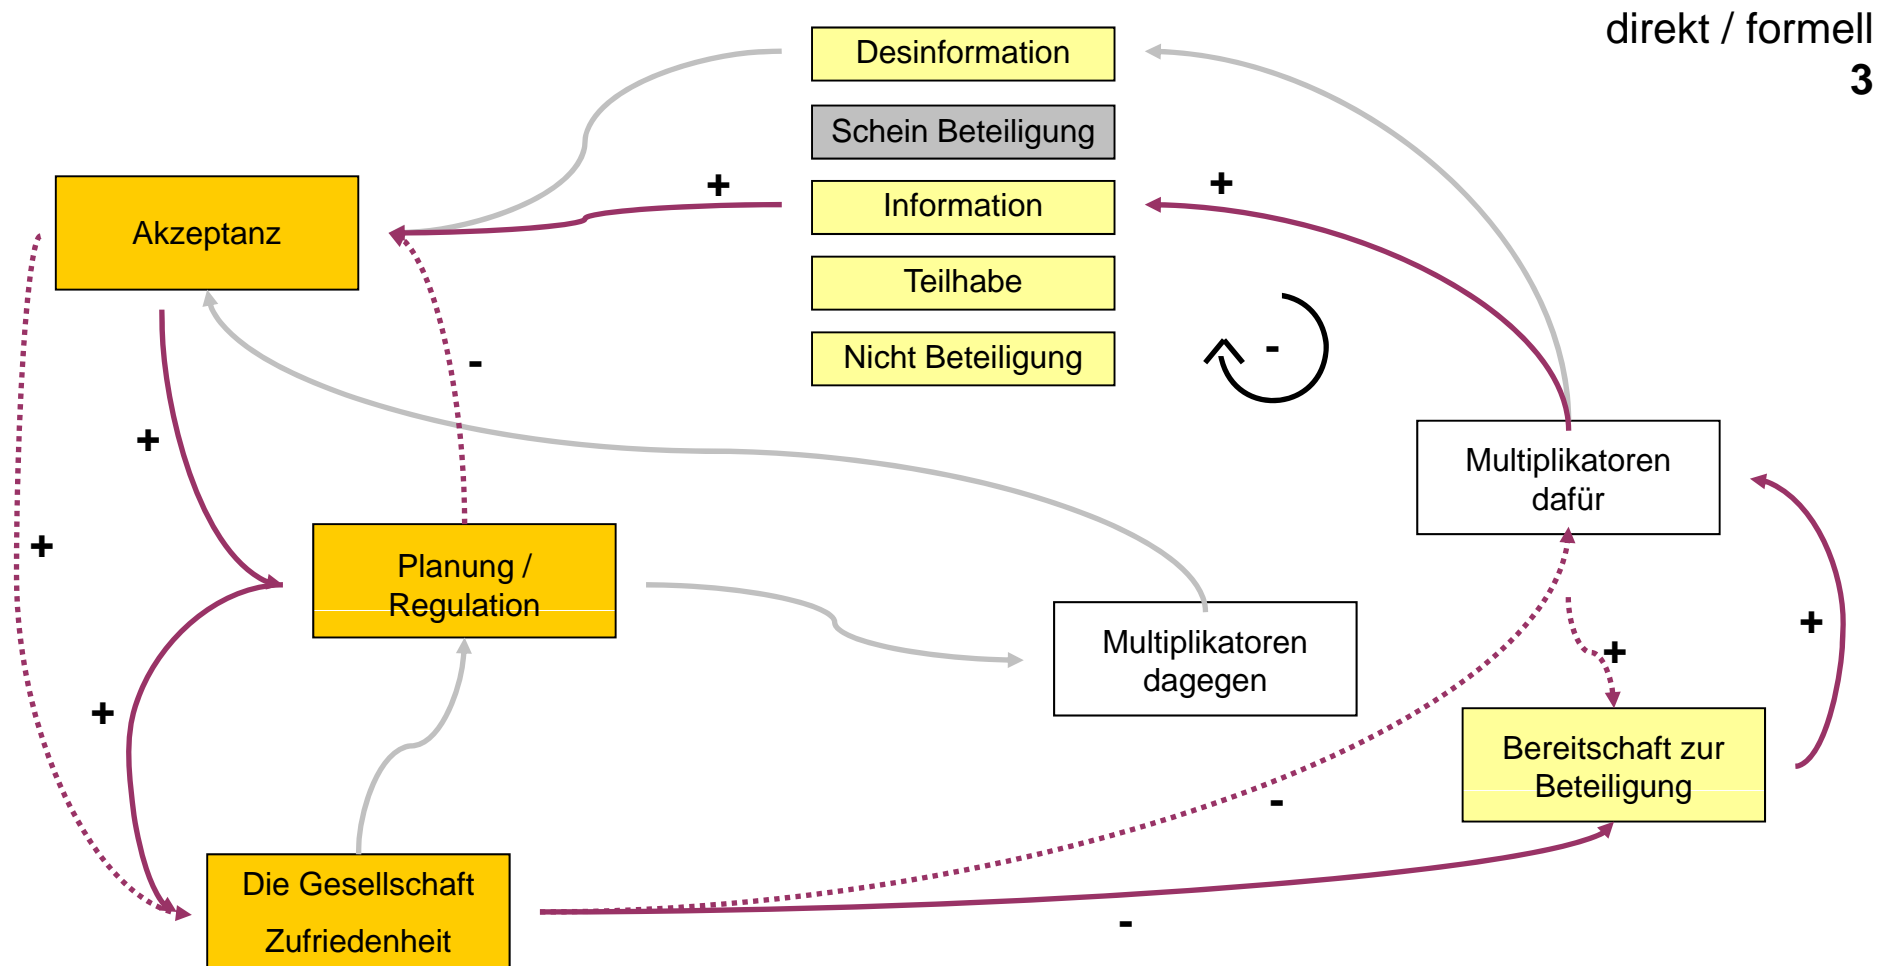 direkt / formell
3
Desinformation
Schein Beteiligung
+
+
Information
Akzeptanz
Teilhabe
-
Nicht Beteiligung
-
+
Multiplikatoren
dafür
+
Planung /
Regulation
+
+
Multiplikatoren
dagegen
+
Bereitschaft zur
Beteiligung
-
Die Gesellschaft
Zufriedenheit
-